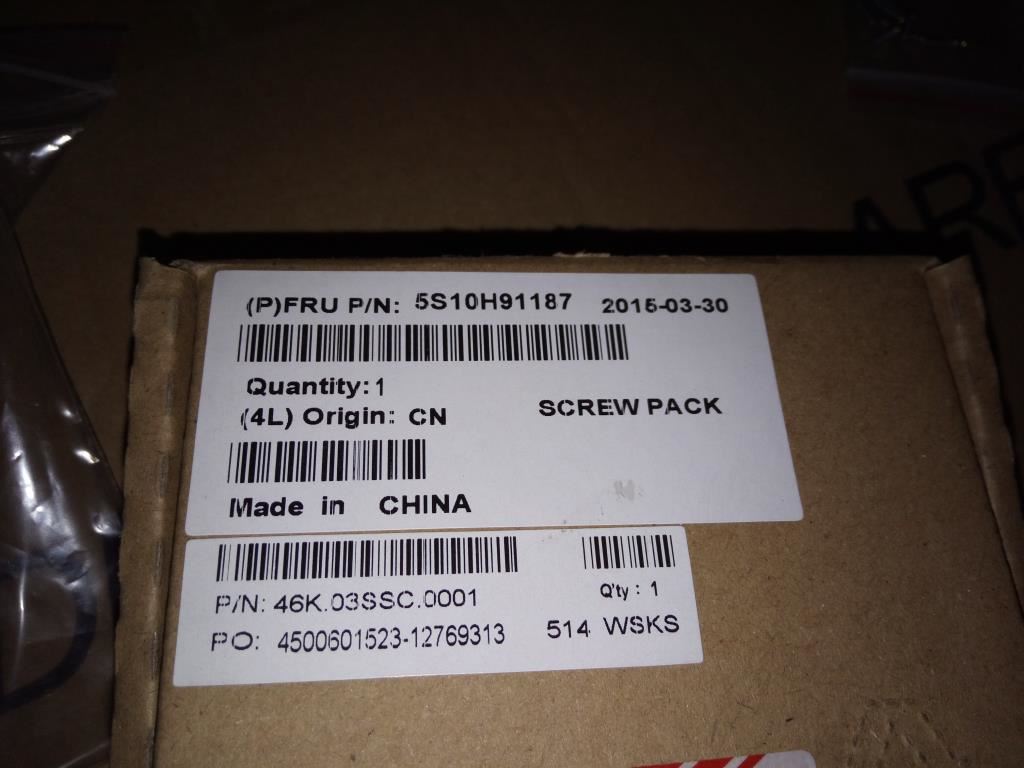 (P)FRU P/N: 5S10H91187 2015-03-30
Quantity:1
(4L) Origin: CN
SCREW PACK
Made in CHINA
P/N: 46K.03SSC.0001
Q'ty : 1
PO: 4500601523-12769313
514 WSKS